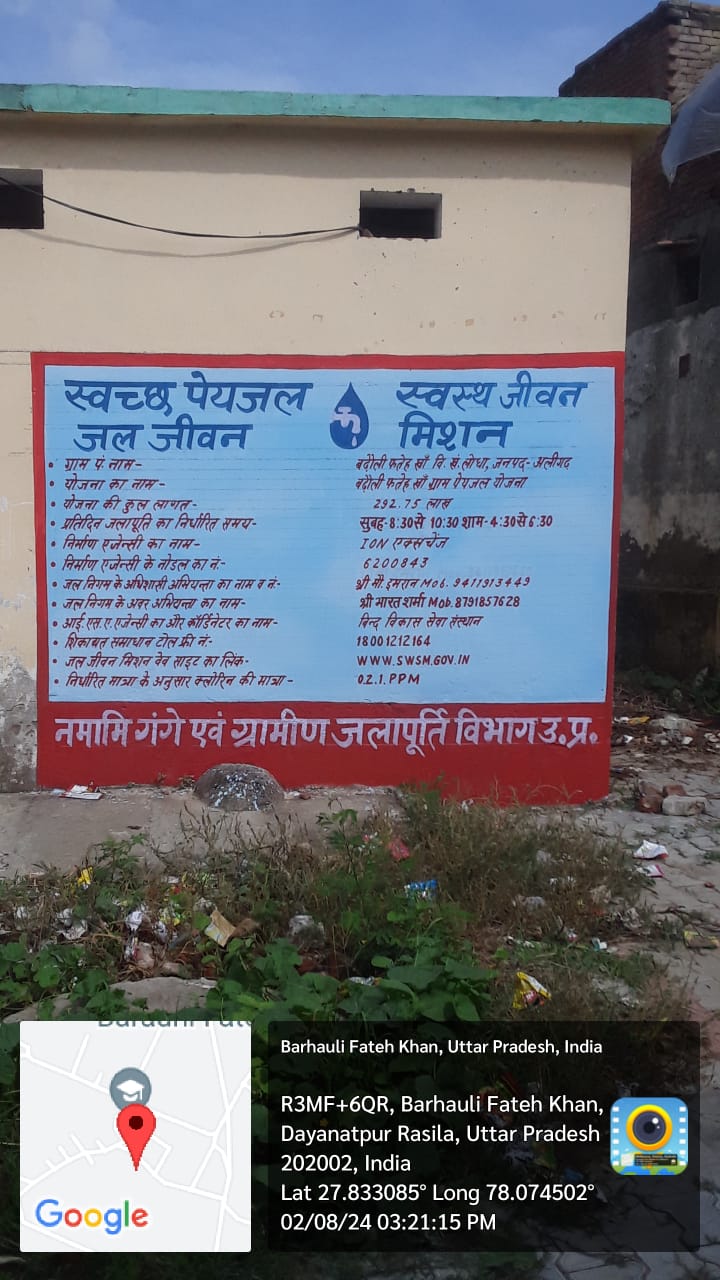 स्वच्छ पेयजल स्वस्थ जीवन
जल जीवन मिशन
• ग्राम पं. नाम- बढ़ौली फतेह खाँ वि. खं. लोधा, जनपद- अलीगढ
• योजना का नाम- बढ़ौली फतेह खाँ ग्राम पेयजल योजना
• योजना की कुल लागत- 292.75 लाख
• प्रतिदिन जलापूर्ति का निर्धारित समय- सुबह-8:30 से 10:30 शाम-4:30 से 6:30
• निर्माण एजेन्सी का नाम- ION एक्सचेंज
• निर्माण एजेन्सी के नोडल का नं:- 6200843
• जल निगम के अधिशासी अभियन्ता का नाम व नं:- श्री मौ. इमरान Mob. 9411913449
• जल निगम के अवर अभियन्ता का नाम- श्री भारत शर्मा Mob. 8791857628
• आई.एस.ए. एजेन्सी का और कॉर्डिनेटर का नाम- विन्द विकास सेवा संस्थान
• शिकायत समाधान टोल फ्री नं:- 18001212164
• जल जीवन मिशन वेव साइट का लिंक- WWW.SWSM.GOV.IN
• निर्धारित मात्रा के अनुसार क्लोरिन की मात्रा- 0.2.1.PPM
नमामि गंगे एवं ग्रामीण जलापूर्ति विभाग उ.प्र.
Barhauli Fateh Khan, Uttar Pradesh, India
R3MF+6QR, Barhauli Fateh Khan,
Dayanatpur Rasila, Uttar Pradesh
202002, India
Lat 27.833085° Long 78.074502°
02/08/24 03:21:15 PM
Google